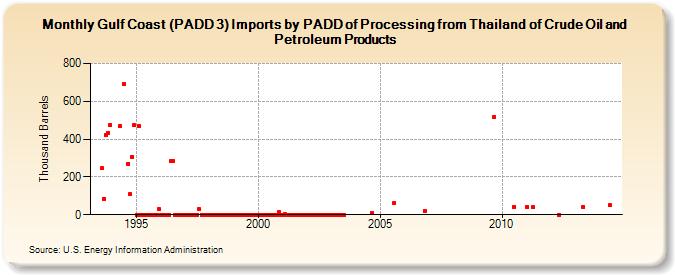 Monthly Gulf Coast (PADD 3) Imports by PADD of Processing from Thailand of Crude Oil and
Petroleum Products
Thousand Barrels
800
600
400
200
0
1995
2000
2005
2010
Source: U.S. Energy Information Administration